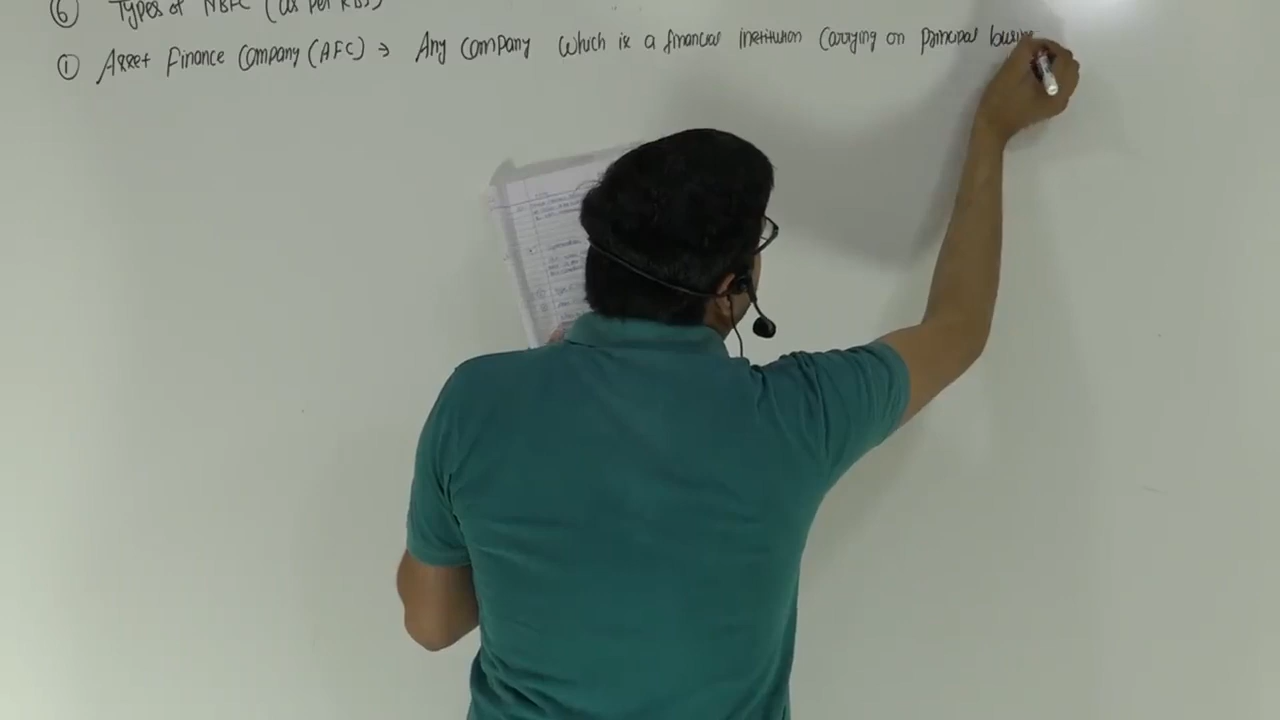 ⑥ Types of NBFC (as per RBI)
① Asset Finance Company (AFC) → Any Company which is a financial institution Carrying on principal busine